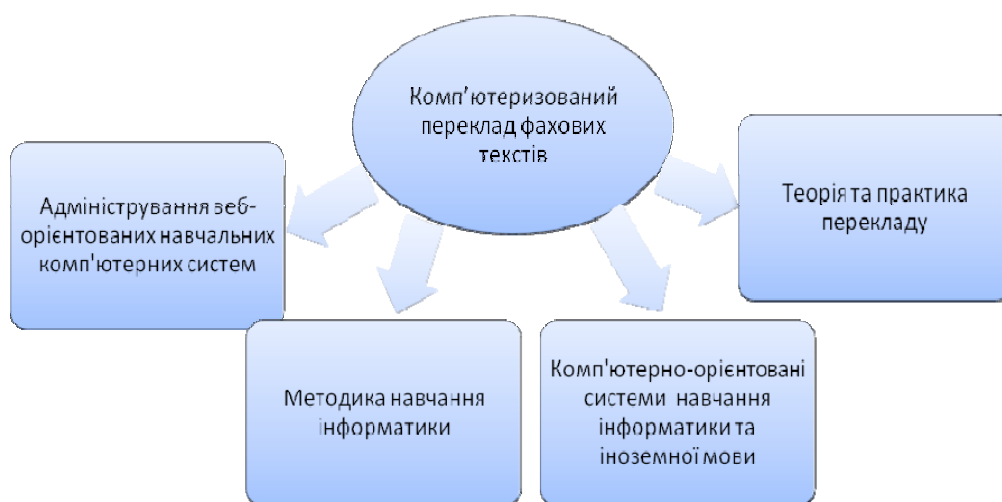 Комп’ютеризований
переклад фахових
текстів
Адміністрування веб-
орієнтованих навчальних
комп'ютерних систем
Теорія та практика
перекладу
Методика навчання
інформатики
Комп'ютерно-орієнтовані
системи навчання
інформатики та
іноземної мови